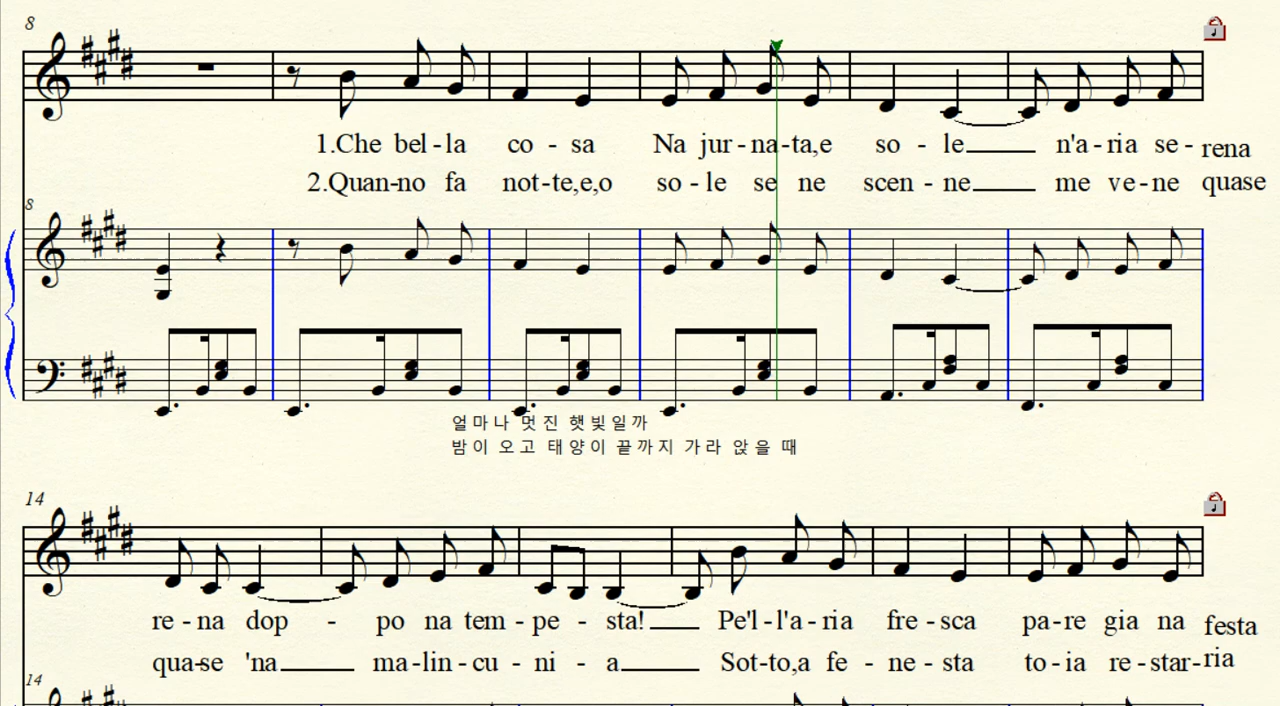 8
1.Che bel-la co - sa Na jur-na-ta,e so - le n'a-ria se-rena
2.Quan-no fa not-te,e,o so-le se ne scen-ne me ve-ne quase
8
얼마나 멋진 햇빛일까
밤이 오고 태양이 끝까지 가라 앉을 때
14
re-na dop - po na tem-pe - sta! Pe'l-l'a-ria fre-sca pa-re gia na festa
qua-se 'na ma-lin-cu - ni - a Sot-to,a fe - ne-sta to-ia re-star-ria
14